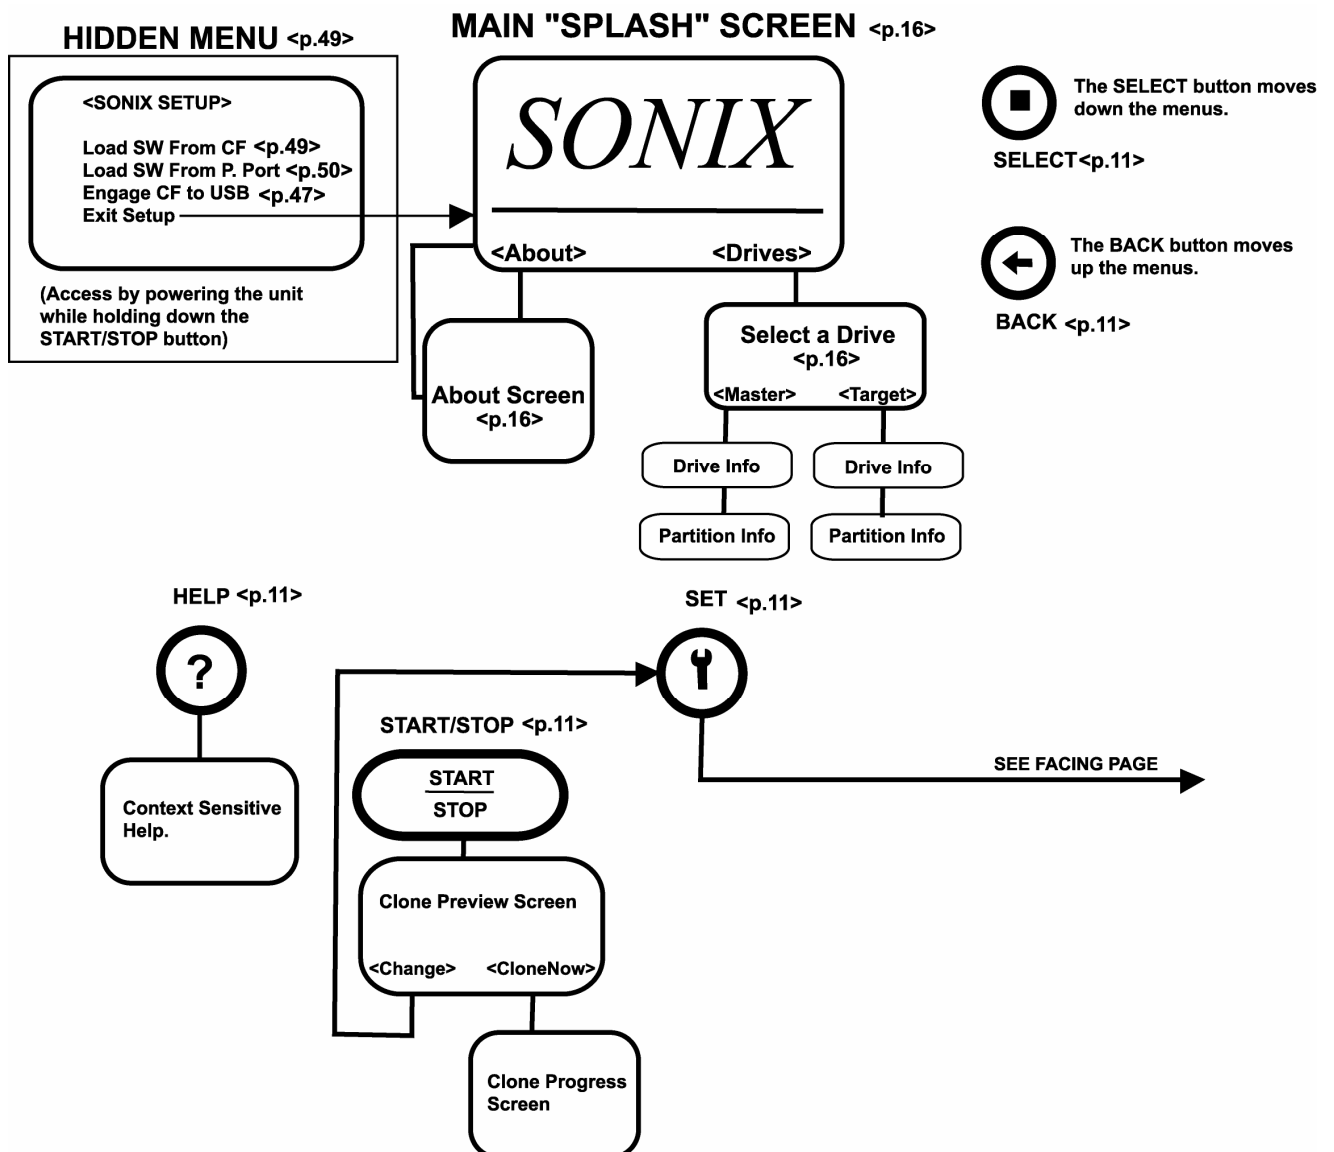 HIDDEN MENU <p.49>
<SONIX SETUP>
Load SW From CF <p.49>
Load SW From P. Port <p.50>
Engage CF to USB <p.47>
Exit Setup
(Access by powering the unit
while holding down the
START/STOP button)
MAIN "SPLASH" SCREEN <p.16>
SONIX
<About> <Drives>
About Screen
<p.16>
Select a Drive
<p.16>
<Master> <Target>
Drive Info Drive Info
Partition Info Partition Info
The SELECT button moves
down the menus.
SELECT <p.11>
The BACK button moves
up the menus.
BACK <p.11>
HELP <p.11>
?
Context Sensitive
Help.
START/STOP <p.11>
START
STOP
Clone Preview Screen
<Change> <CloneNow>
Clone Progress
Screen
SET <p.11>
SEE FACING PAGE